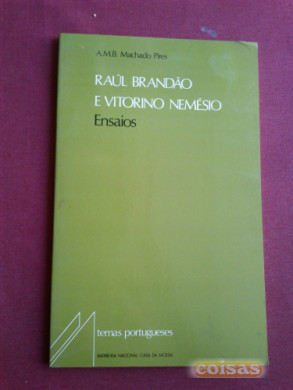 A.M.B. Machado Pires
RAÚL BRANDÃO
E VITORINO NEMÉSIO
Ensaios
temas portugueses
IMPRENSA NACIONAL-CASA DA MOEDA
coisas